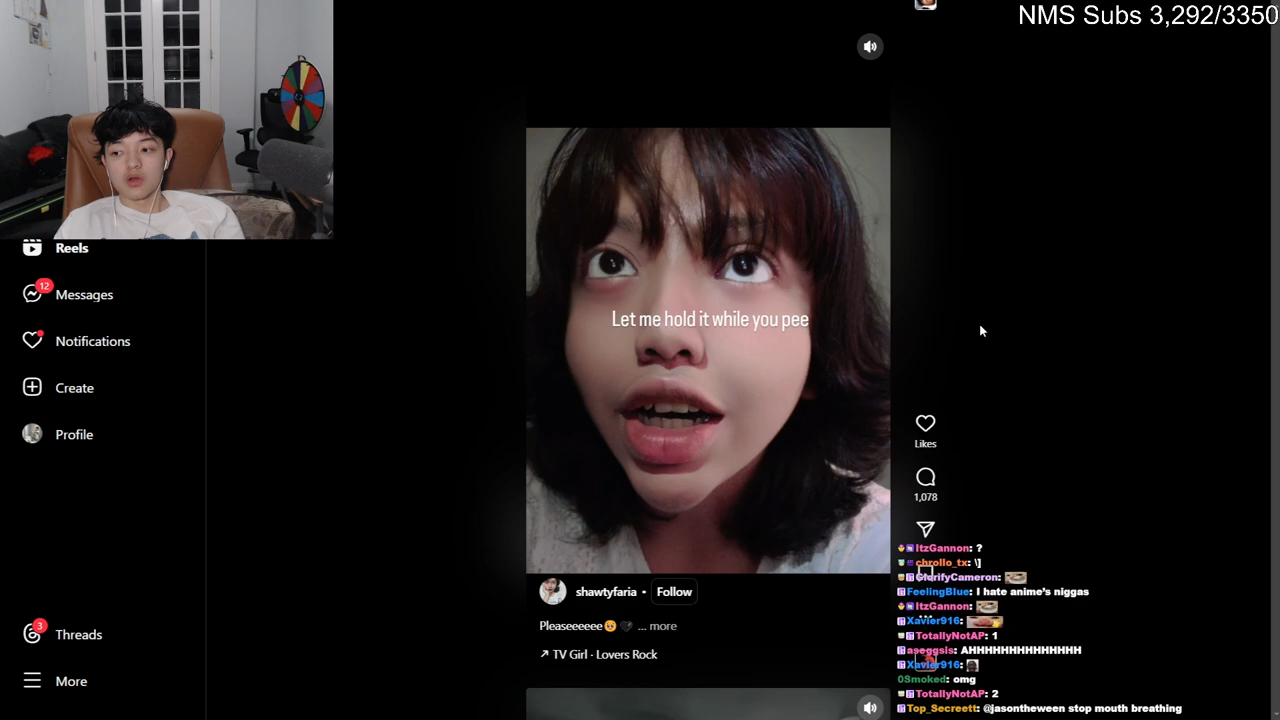 NMS Subs 3,292/3350
Reels
12
Messages
Notifications
Create
Profile
3
Threads
More
Let me hold it while you pee
shawtyfaria • Follow
Pleaseeeeee🥺🖤 ... more
TV Girl · Lovers Rock
Likes
1,078
ItzGannon: ?
chrollo_tx: \]
GlorifyCameron:
FeelingBlue: I hate anime's niggas
ItzGannon:
Xavier916:
TotallyNotAP: 1
aseggsis: AHHHHHHHHHHHHHHH
Xavier916:
0Smoked: omg
TotallyNotAP: 2
Top_Secreett: @jasontheween stop mouth breathing